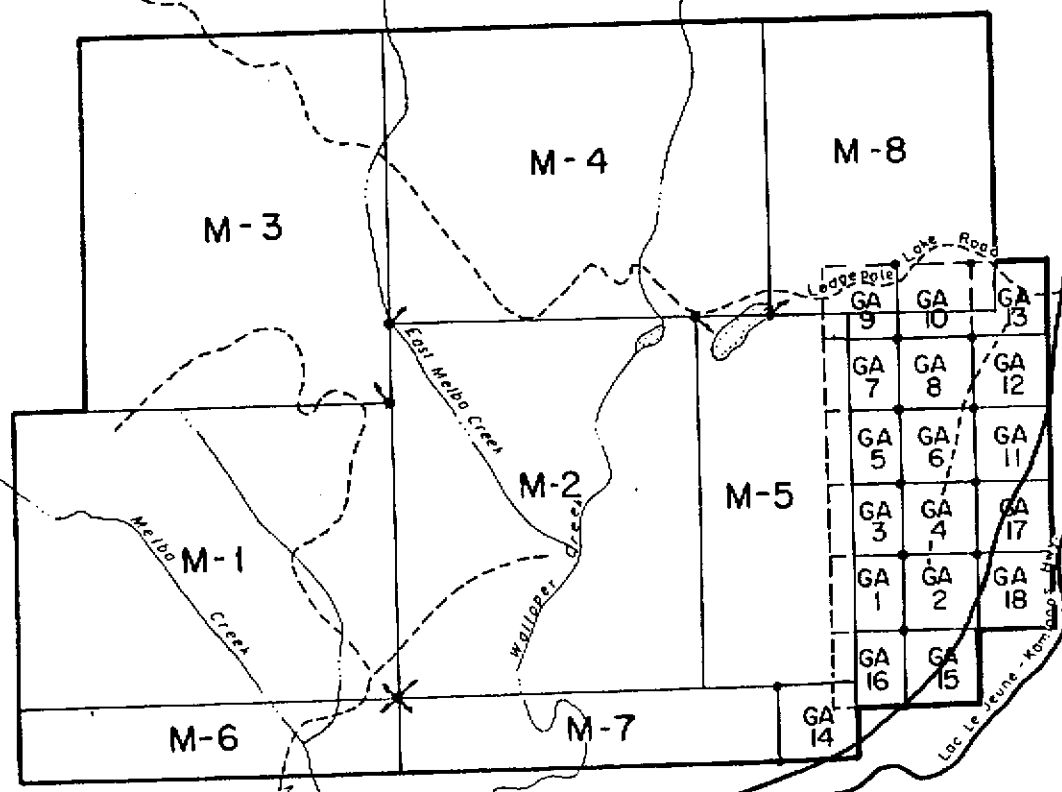 M-4
M-8
M-3
Lodgepole Lake Road
GA 9
GA 10
GA 13
East Melba Creek
GA 7
GA 8
GA 12
GA 5
GA 6
GA 11
M-2
M-5
GA 3
GA 4
GA 17
Melba Creek
M-1
Walloper Creek
GA 1
GA 2
GA 18
GA 16
GA 15
Lac Le Jeune - Kamloops Hwy.
M-6
M-7
GA 14